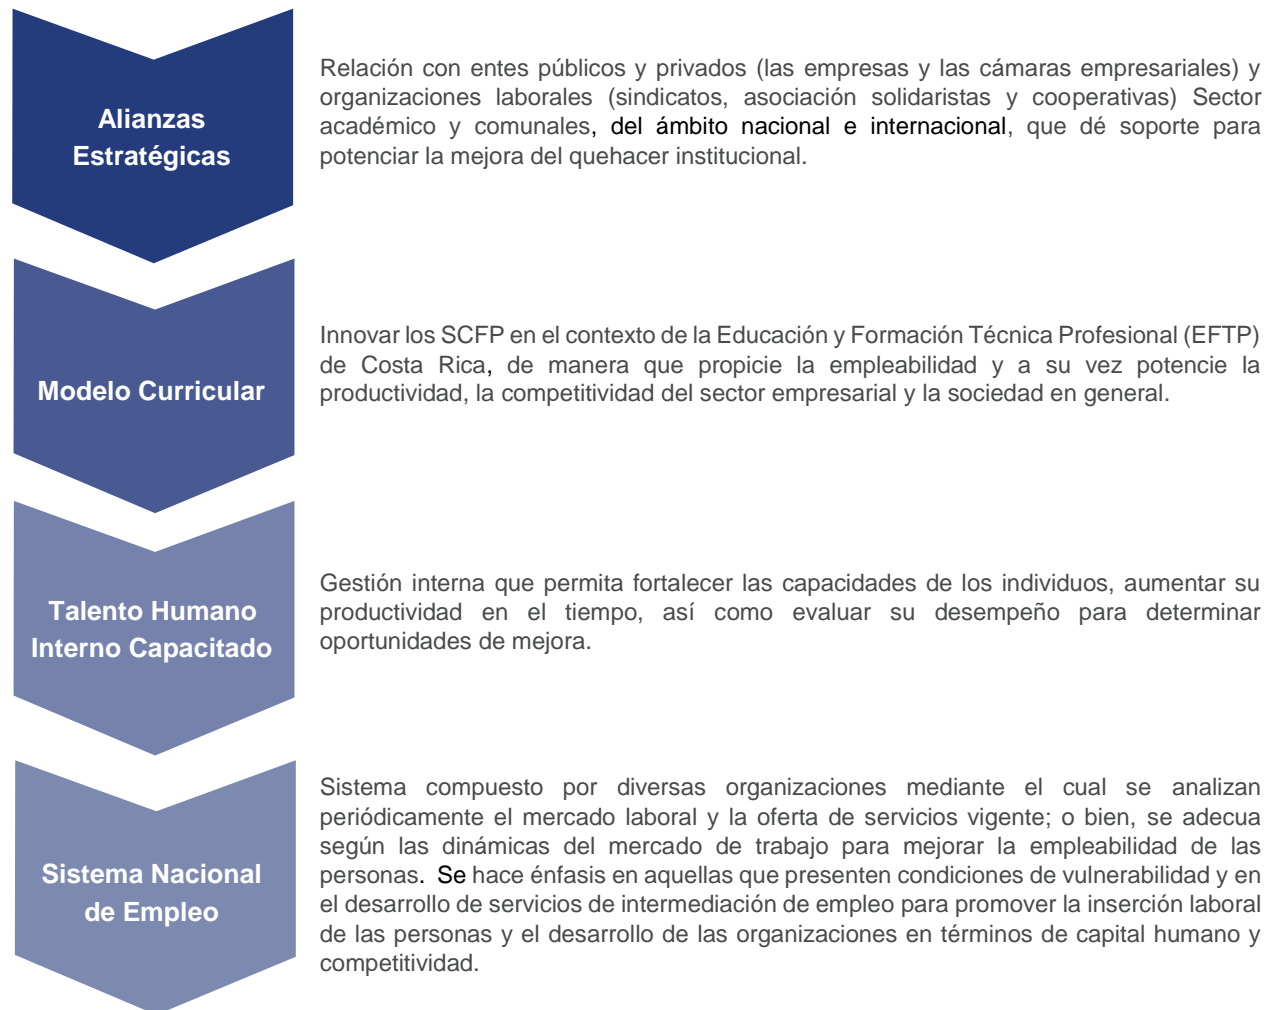 Alianzas
Estratégicas
Relación con entes públicos y privados (las empresas y las cámaras empresariales) y
organizaciones laborales (sindicatos, asociación solidaristas y cooperativas) Sector
académico y comunales, del ámbito nacional e internacional, que dé soporte para
potenciar la mejora del quehacer institucional.
Modelo Curricular
Innovar los SCFP en el contexto de la Educación y Formación Técnica Profesional (EFTP)
de Costa Rica, de manera que propicie la empleabilidad y a su vez potencie la
productividad, la competitividad del sector empresarial y la sociedad en general.
Talento Humano
Interno Capacitado
Gestión interna que permita fortalecer las capacidades de los individuos, aumentar su
productividad en el tiempo, así como evaluar su desempeño para determinar
oportunidades de mejora.
Sistema Nacional
de Empleo
Sistema compuesto por diversas organizaciones mediante el cual se analizan
periódicamente el mercado laboral y la oferta de servicios vigente; o bien, se adecua
según las dinámicas del mercado de trabajo para mejorar la empleabilidad de las
personas. Se hace énfasis en aquellas que presenten condiciones de vulnerabilidad y en
el desarrollo de servicios de intermediación de empleo para promover la inserción laboral
de las personas y el desarrollo de las organizaciones en términos de capital humano y
competitividad.